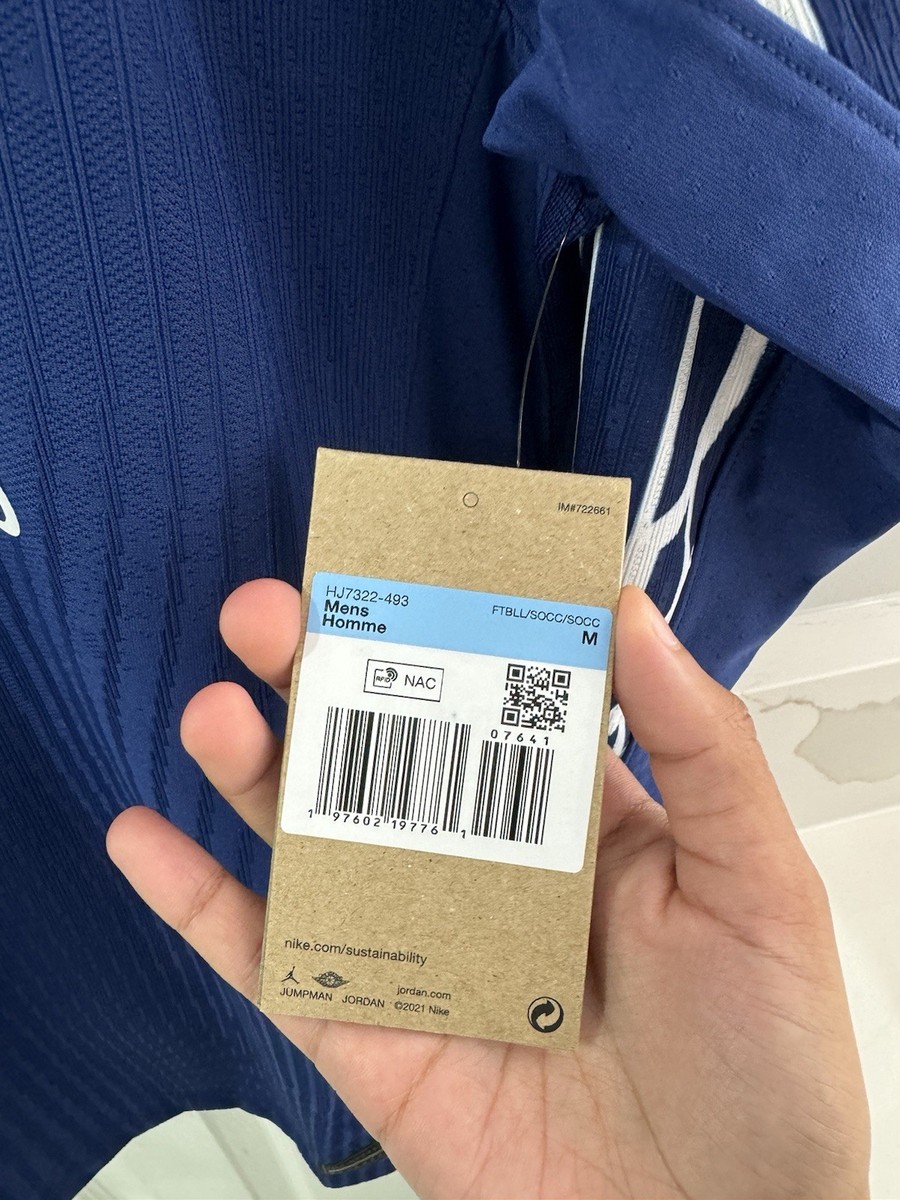 IM#722661
HJ7322-493
Mens
FTBLL/SOCC/SOCC
Homme
M
RFID
NAC
07641
1 97602 19776 1
nike.com/sustainability
JUMPMAN JORDAN
jordan.com
©2021 Nike